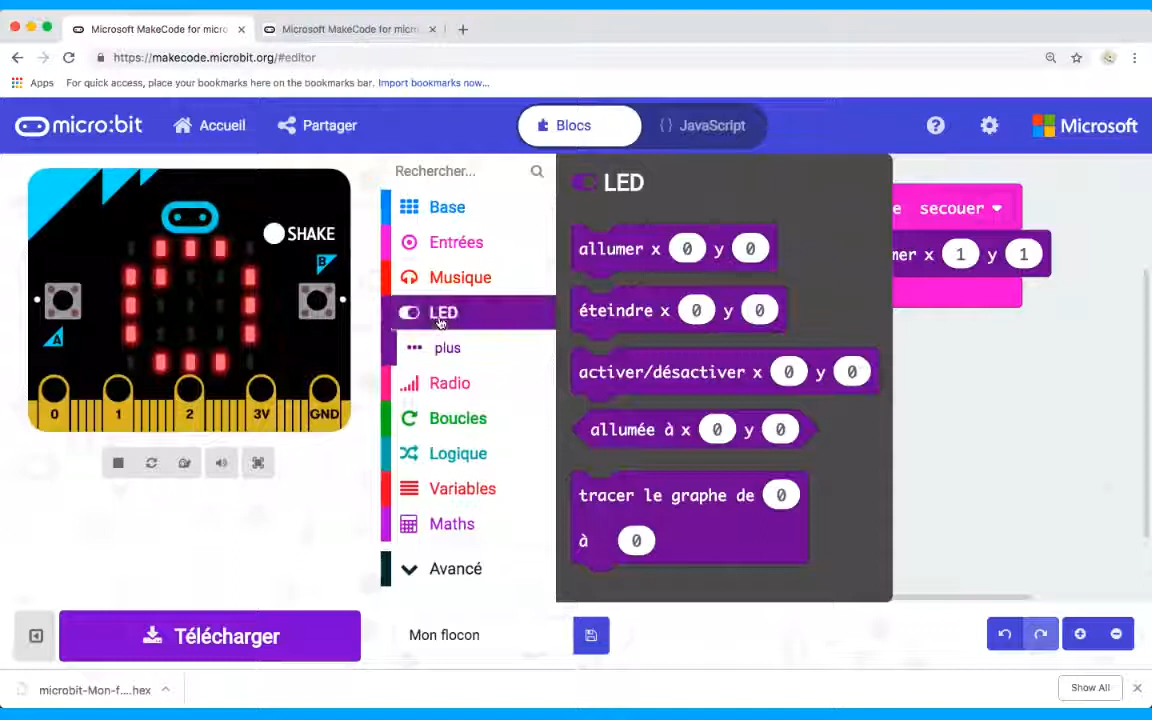 Microsoft MakeCode for micro
Microsoft MakeCode for micr
https://makecode.microbit.org/#editor
Apps For quick access, place your bookmarks here on the bookmarks bar. Import bookmarks now...
micro:bit Accueil Partager Blocs {} JavaScript ? Microsoft
SHAKE
B
A
0 1 2 3V GND
Rechercher...
Base
Entrées
Musique
LED
plus
Radio
Boucles
Logique
Variables
Maths
Avancé
LED
allumer x 0 y 0
éteindre x 0 y 0
activer/désactiver x 0 y 0
allumée à x 0 y 0
tracer le graphe de 0
à 0
e secouer
mer x 1 y 1
Télécharger
Mon flocon
microbit-Mon-f....hex
Show All